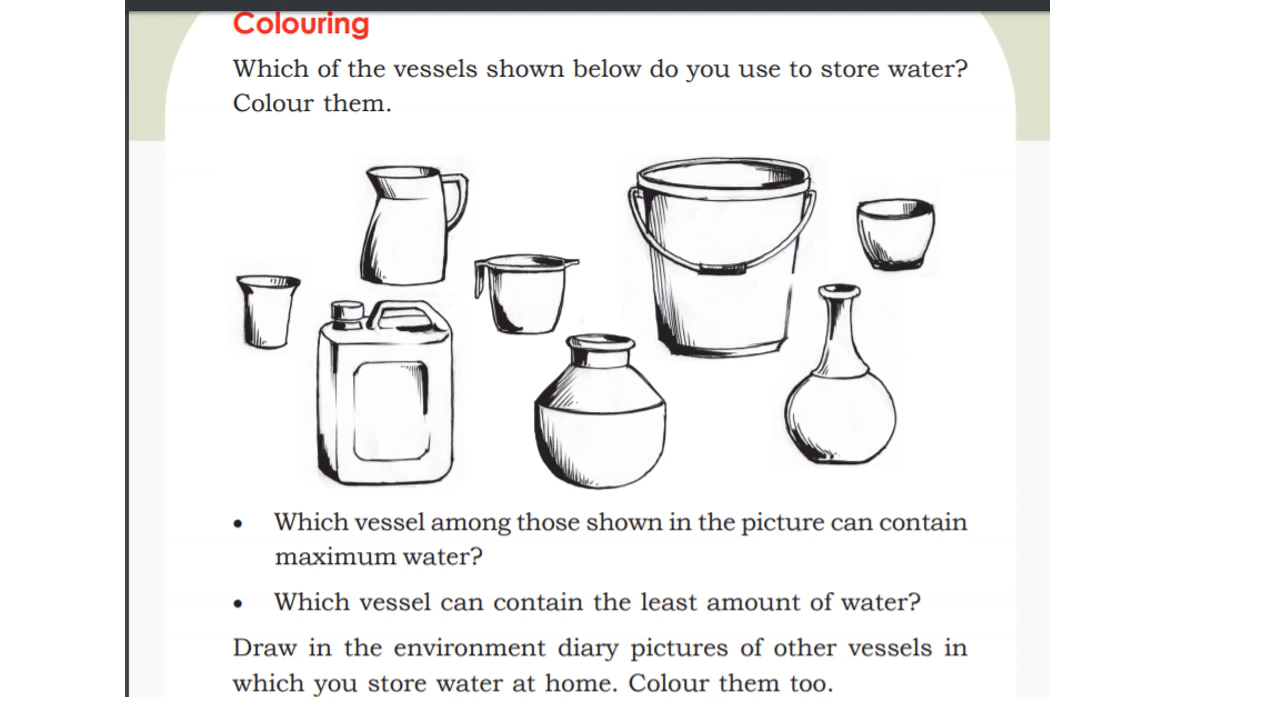 Colouring
Which of the vessels shown below do you use to store water?
Colour them.
• Which vessel among those shown in the picture can contain
maximum water?
• Which vessel can contain the least amount of water?
Draw in the environment diary pictures of other vessels in
which you store water at home. Colour them too.